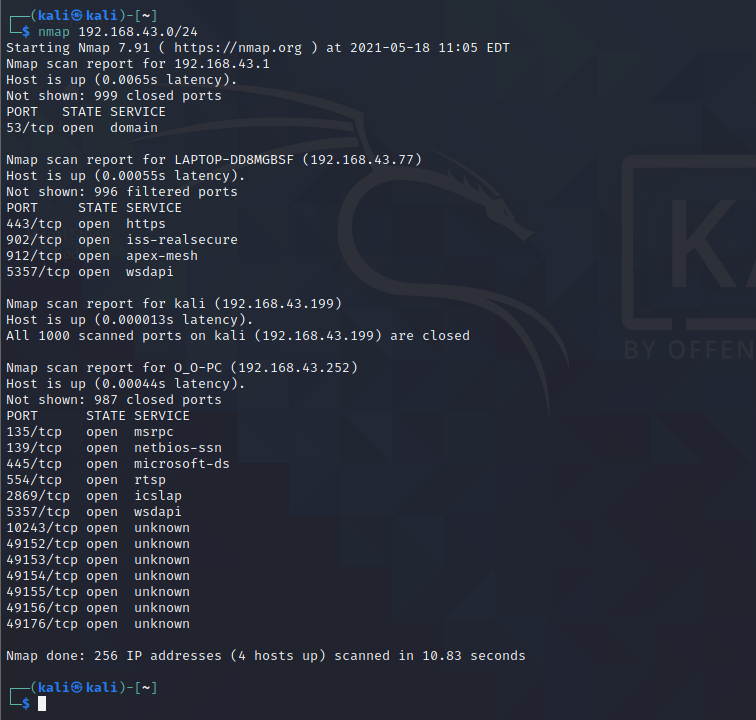 ┌──(kali㉿kali)-[~]
└─$ nmap 192.168.43.0/24
Starting Nmap 7.91 ( https://nmap.org ) at 2021-05-18 11:05 EDT
Nmap scan report for 192.168.43.1
Host is up (0.0065s latency).
Not shown: 999 closed ports
PORT   STATE SERVICE
53/tcp open  domain

Nmap scan report for LAPTOP-DD8MGBSF (192.168.43.77)
Host is up (0.00055s latency).
Not shown: 996 filtered ports
PORT     STATE SERVICE
443/tcp  open  https
902/tcp  open  iss-realsecure
912/tcp  open  apex-mesh
5357/tcp open  wsdapi

Nmap scan report for kali (192.168.43.199)
Host is up (0.000013s latency).
All 1000 scanned ports on kali (192.168.43.199) are closed

Nmap scan report for O_O-PC (192.168.43.252)
Host is up (0.00044s latency).
Not shown: 987 closed ports
PORT      STATE SERVICE
135/tcp   open  msrpc
139/tcp   open  netbios-ssn
445/tcp   open  microsoft-ds
554/tcp   open  rtsp
2869/tcp  open  icslap
5357/tcp  open  wsdapi
10243/tcp open  unknown
49152/tcp open  unknown
49153/tcp open  unknown
49154/tcp open  unknown
49155/tcp open  unknown
49156/tcp open  unknown
49176/tcp open  unknown

Nmap done: 256 IP addresses (4 hosts up) scanned in 10.83 seconds

┌──(kali㉿kali)-[~]
└─$
KA
BY OFFEN